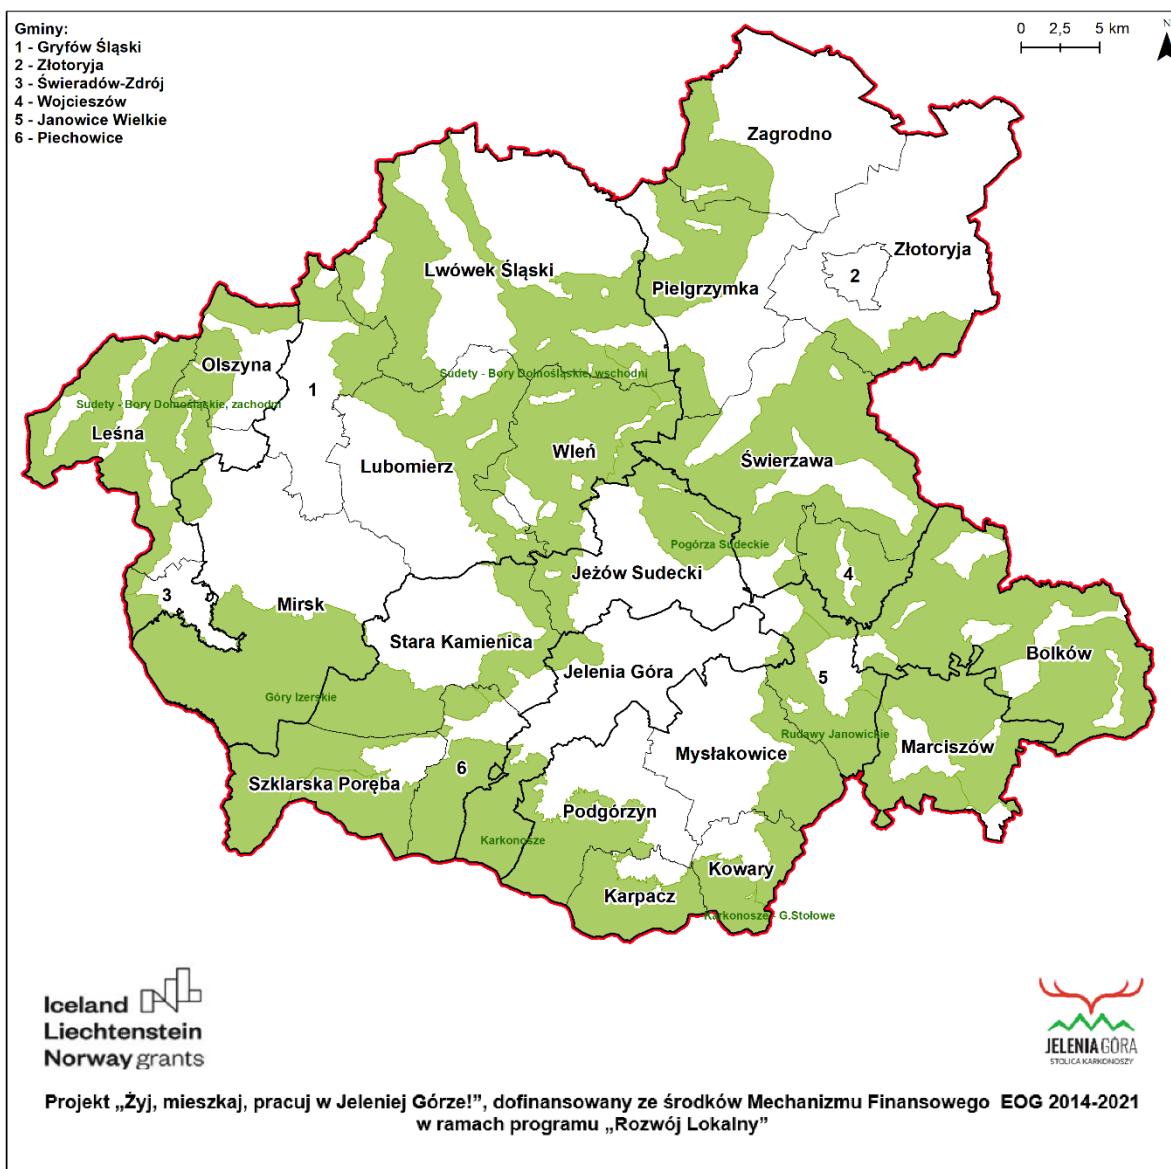 Gminy:
1 - Gryfów Śląski
2 - Złotoryja
3 - Świeradów-Zdrój
4 - Wojcieszów
5 - Janowice Wielkie
6 - Piechowice
0 2,5 5 km
N
Zagrodno
Złotoryja
2
Lwówek Śląski
Pielgrzymka
Olszyna
1
Sudety - Bory Dolnośląskie, wschodni
Sudety - Bory Dolnośląskie, zachodni
Leśna
Lubomierz
Wleń
Świerzawa
Pogórza Sudeckie
Jeżów Sudecki
4
3
Mirsk
Stara Kamienica
Jelenia Góra
5
Bolków
Góry Izerskie
Rudawy Janowickie
Marciszów
Mysłakowice
6
Szklarska Poręba
Podgórzyn
Karkonosze
Kowary
Karpacz
Karkonosze - G.Stołowe
Iceland
Liechtenstein
Norway grants
JELENIA GÓRA
STOLICA KARKONOSZY
Projekt „Żyj, mieszkaj, pracuj w Jeleniej Górze!”, dofinansowany ze środków Mechanizmu Finansowego EOG 2014-2021
w ramach programu „Rozwój Lokalny”